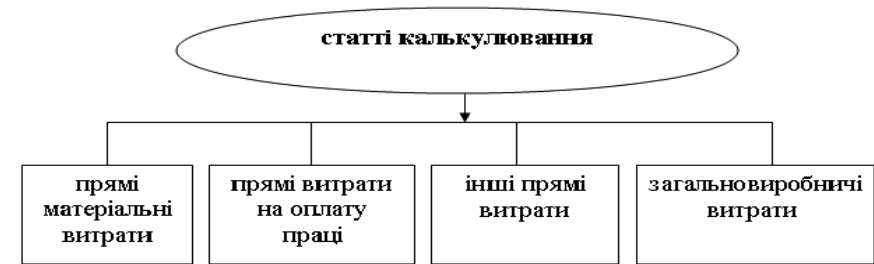 статті калькулювання
прямі
матеріальні
витрати
прямі витрати
на оплату
праці
інші прямі
витрати
загальновиробничі
витрати